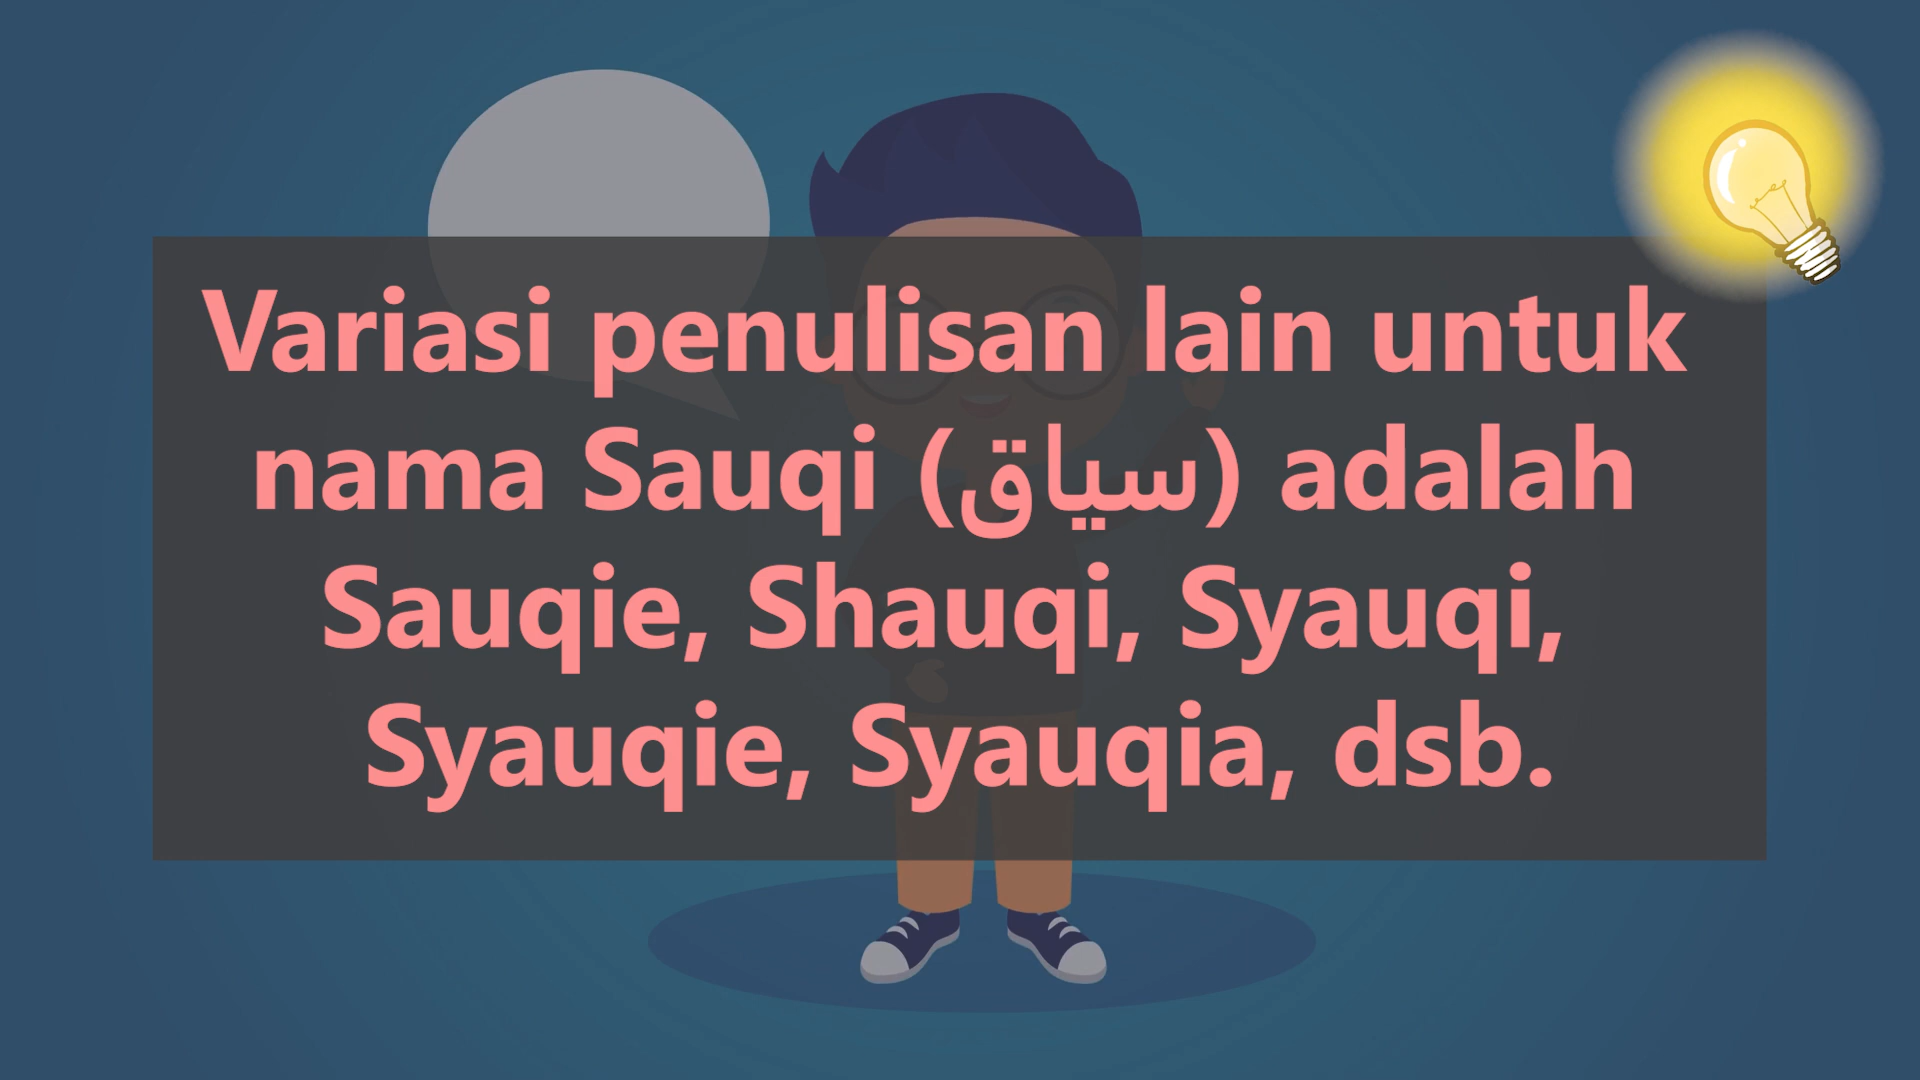 Variasi penulisan lain untuk
nama Sauqi (سياق) adalah
Sauqie, Shauqi, Syauqi,
Syauqie, Syauqia, dsb.